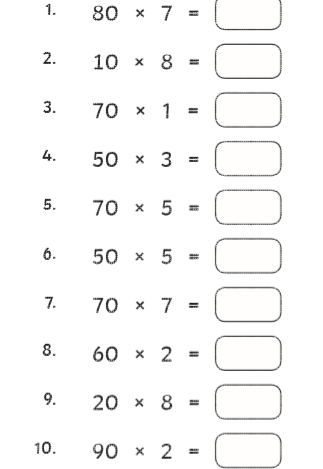 1. 80 × 7 =
2. 10 × 8 =
3. 70 × 1 =
4. 50 × 3 =
5. 70 × 5 =
6. 50 × 5 =
7. 70 × 7 =
8. 60 × 2 =
9. 20 × 8 =
10. 90 × 2 =